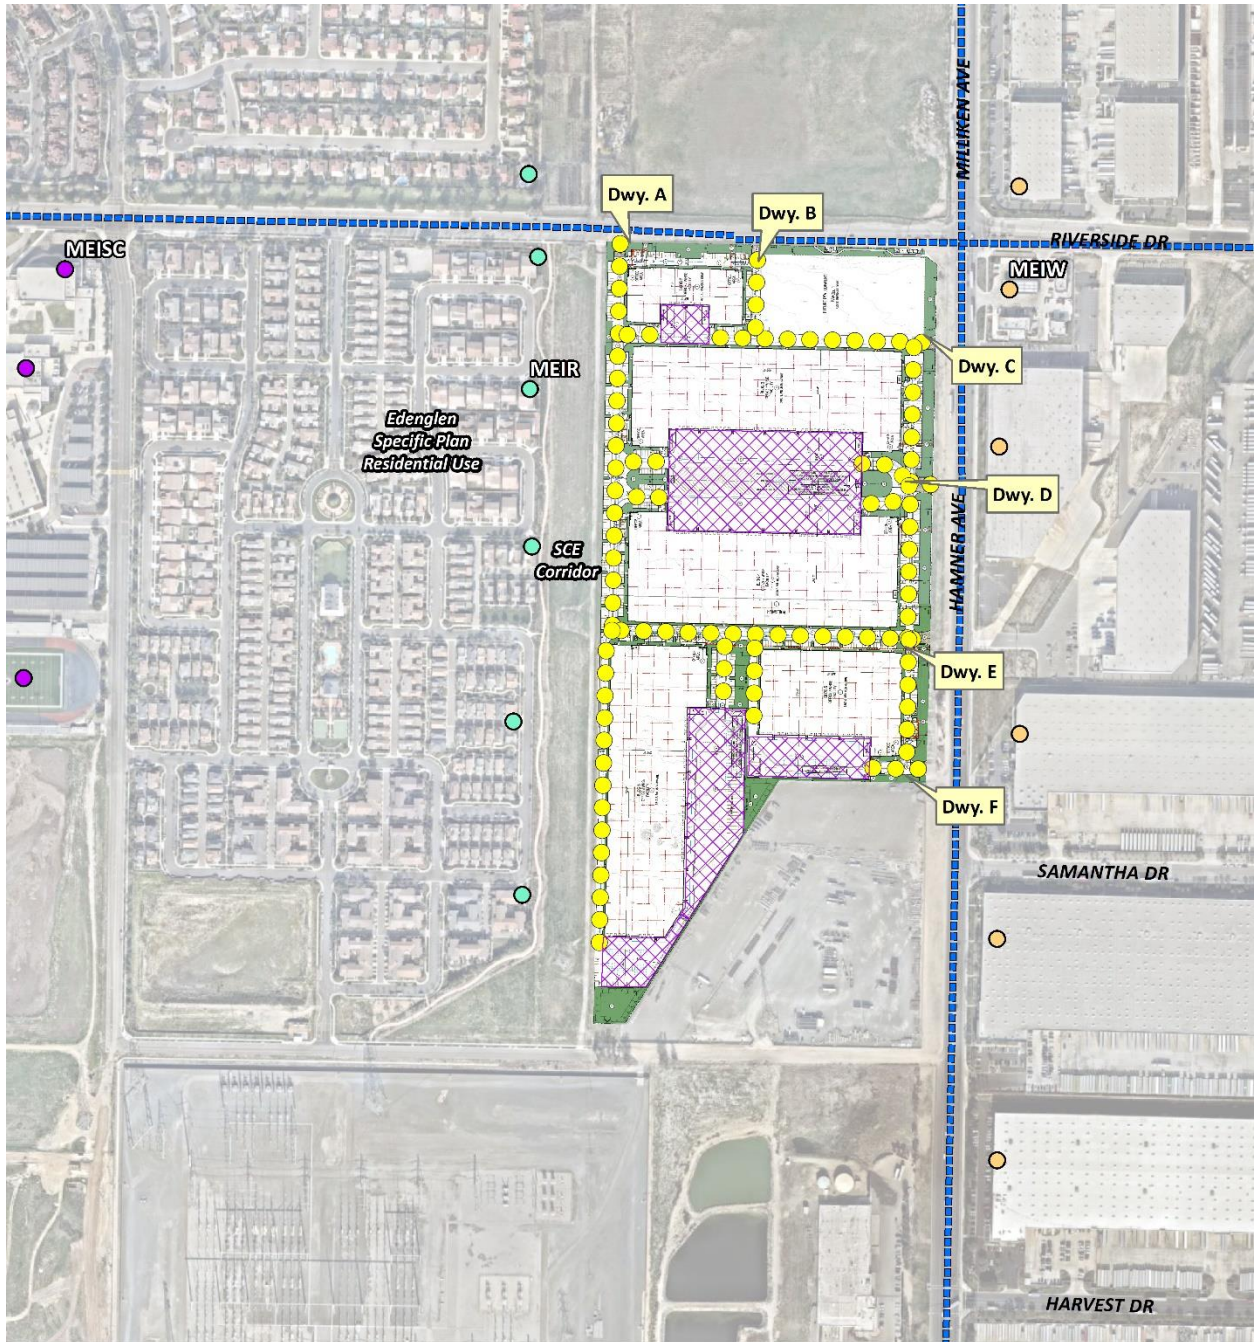 MILLIKEN AVE
Dwy. A
Dwy. B
RIVERSIDE DR
MEISC
MEIW
Dwy. C
MEIR
Edenglen
Specific Plan
Residential Use
Dwy. D
SCE
Corridor
HAMNER AVE
Dwy. E
Dwy. F
SAMANTHA DR
HARVEST DR